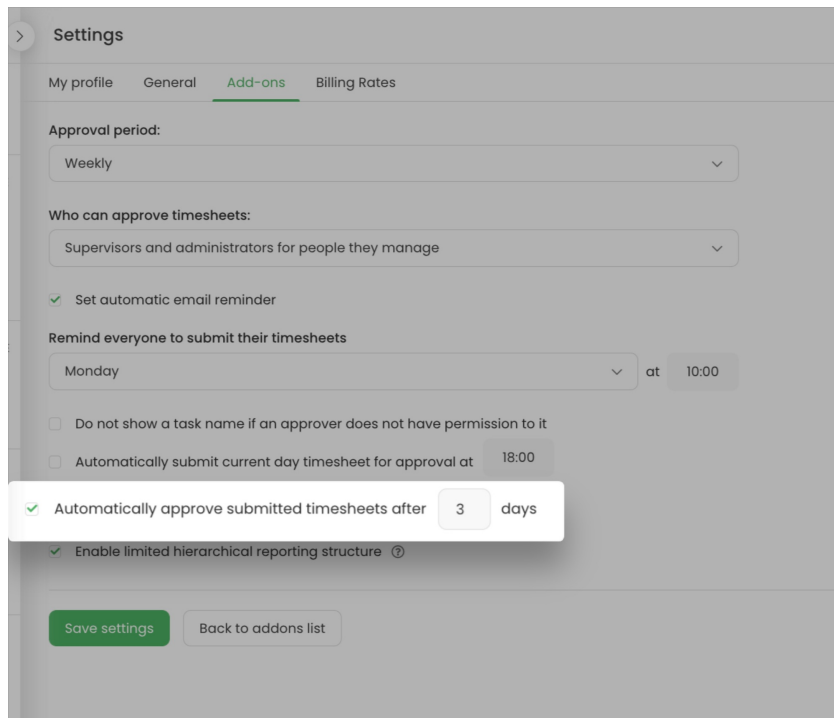 Settings
My profile General Add-ons Billing Rates
Approval period:
Weekly
Who can approve timesheets:
Supervisors and administrators for people they manage
Set automatic email reminder
Remind everyone to submit their timesheets
Monday at 10:00
Do not show a task name if an approver does not have permission to it
Automatically submit current day timesheet for approval at 18:00
Automatically approve submitted timesheets after 3 days
Enable limited hierarchical reporting structure ?
Save settings Back to addons list